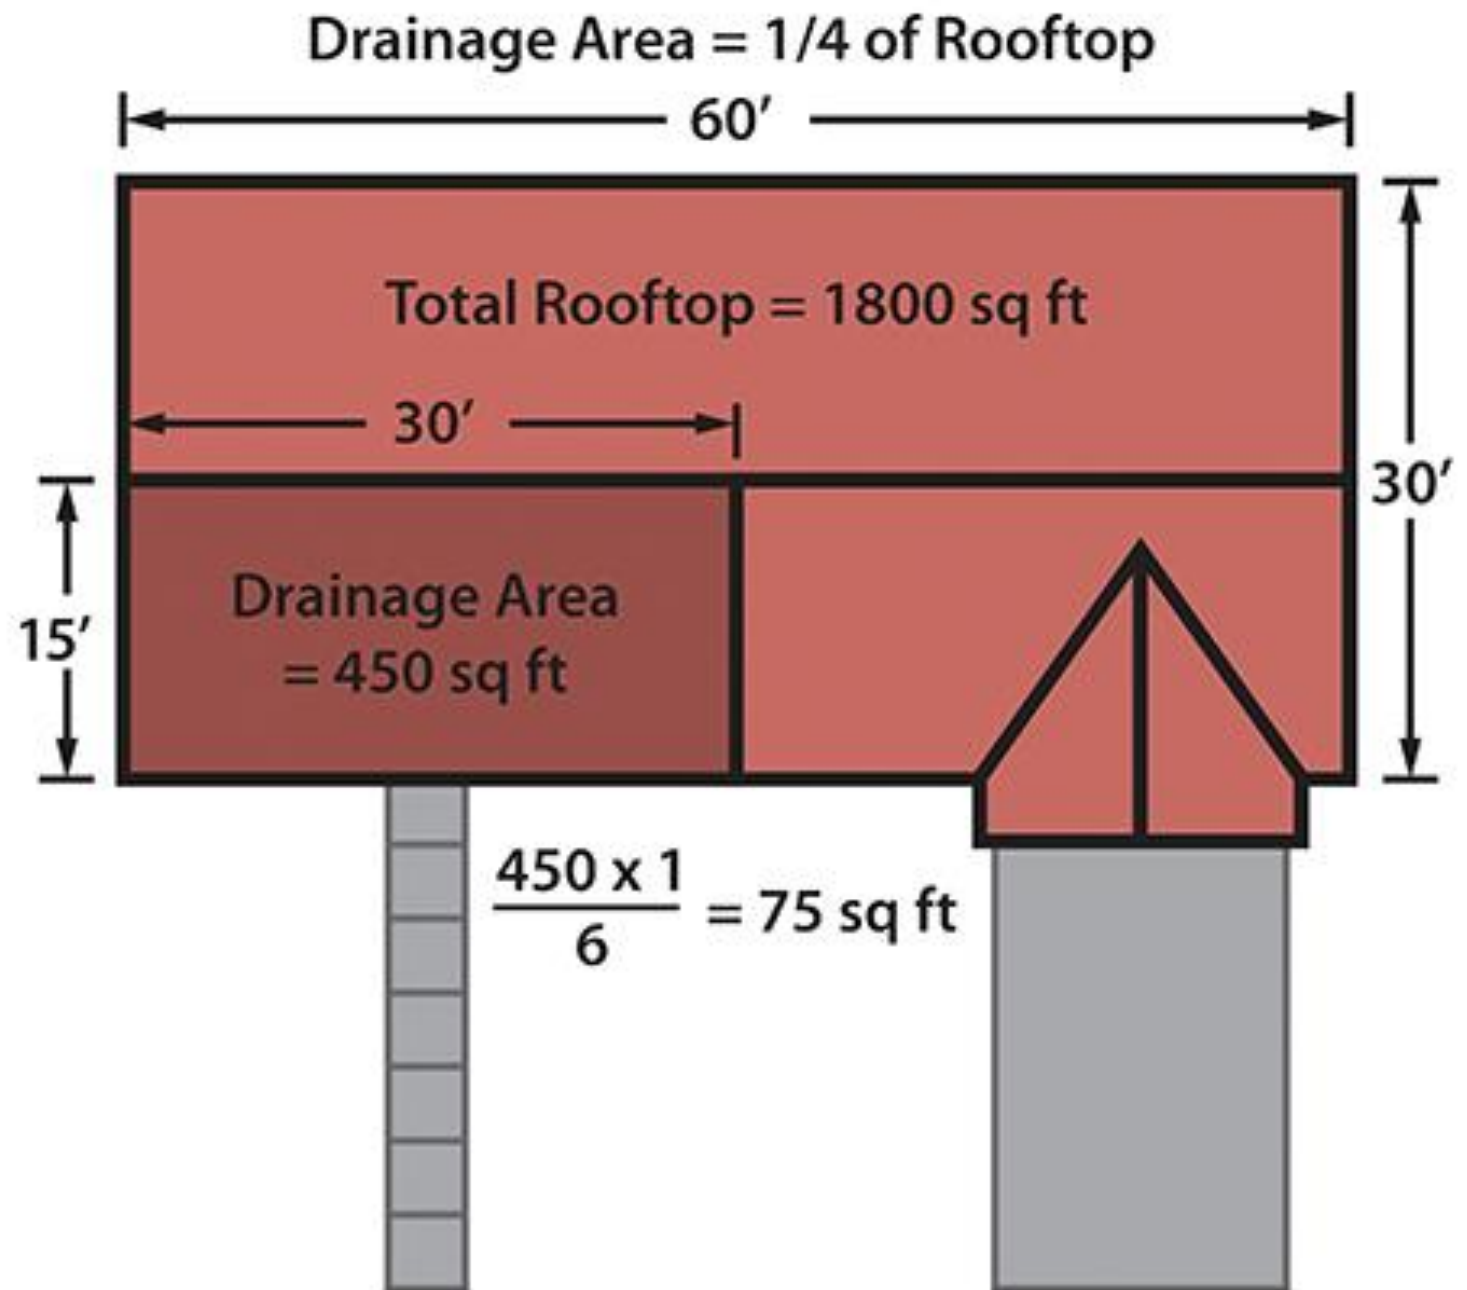 Drainage Area = 1/4 of Rooftop
60’
Total Rooftop = 1800 sq ft
30’
30’
Drainage Area
= 450 sq ft
15’
450 x 1
6
= 75 sq ft